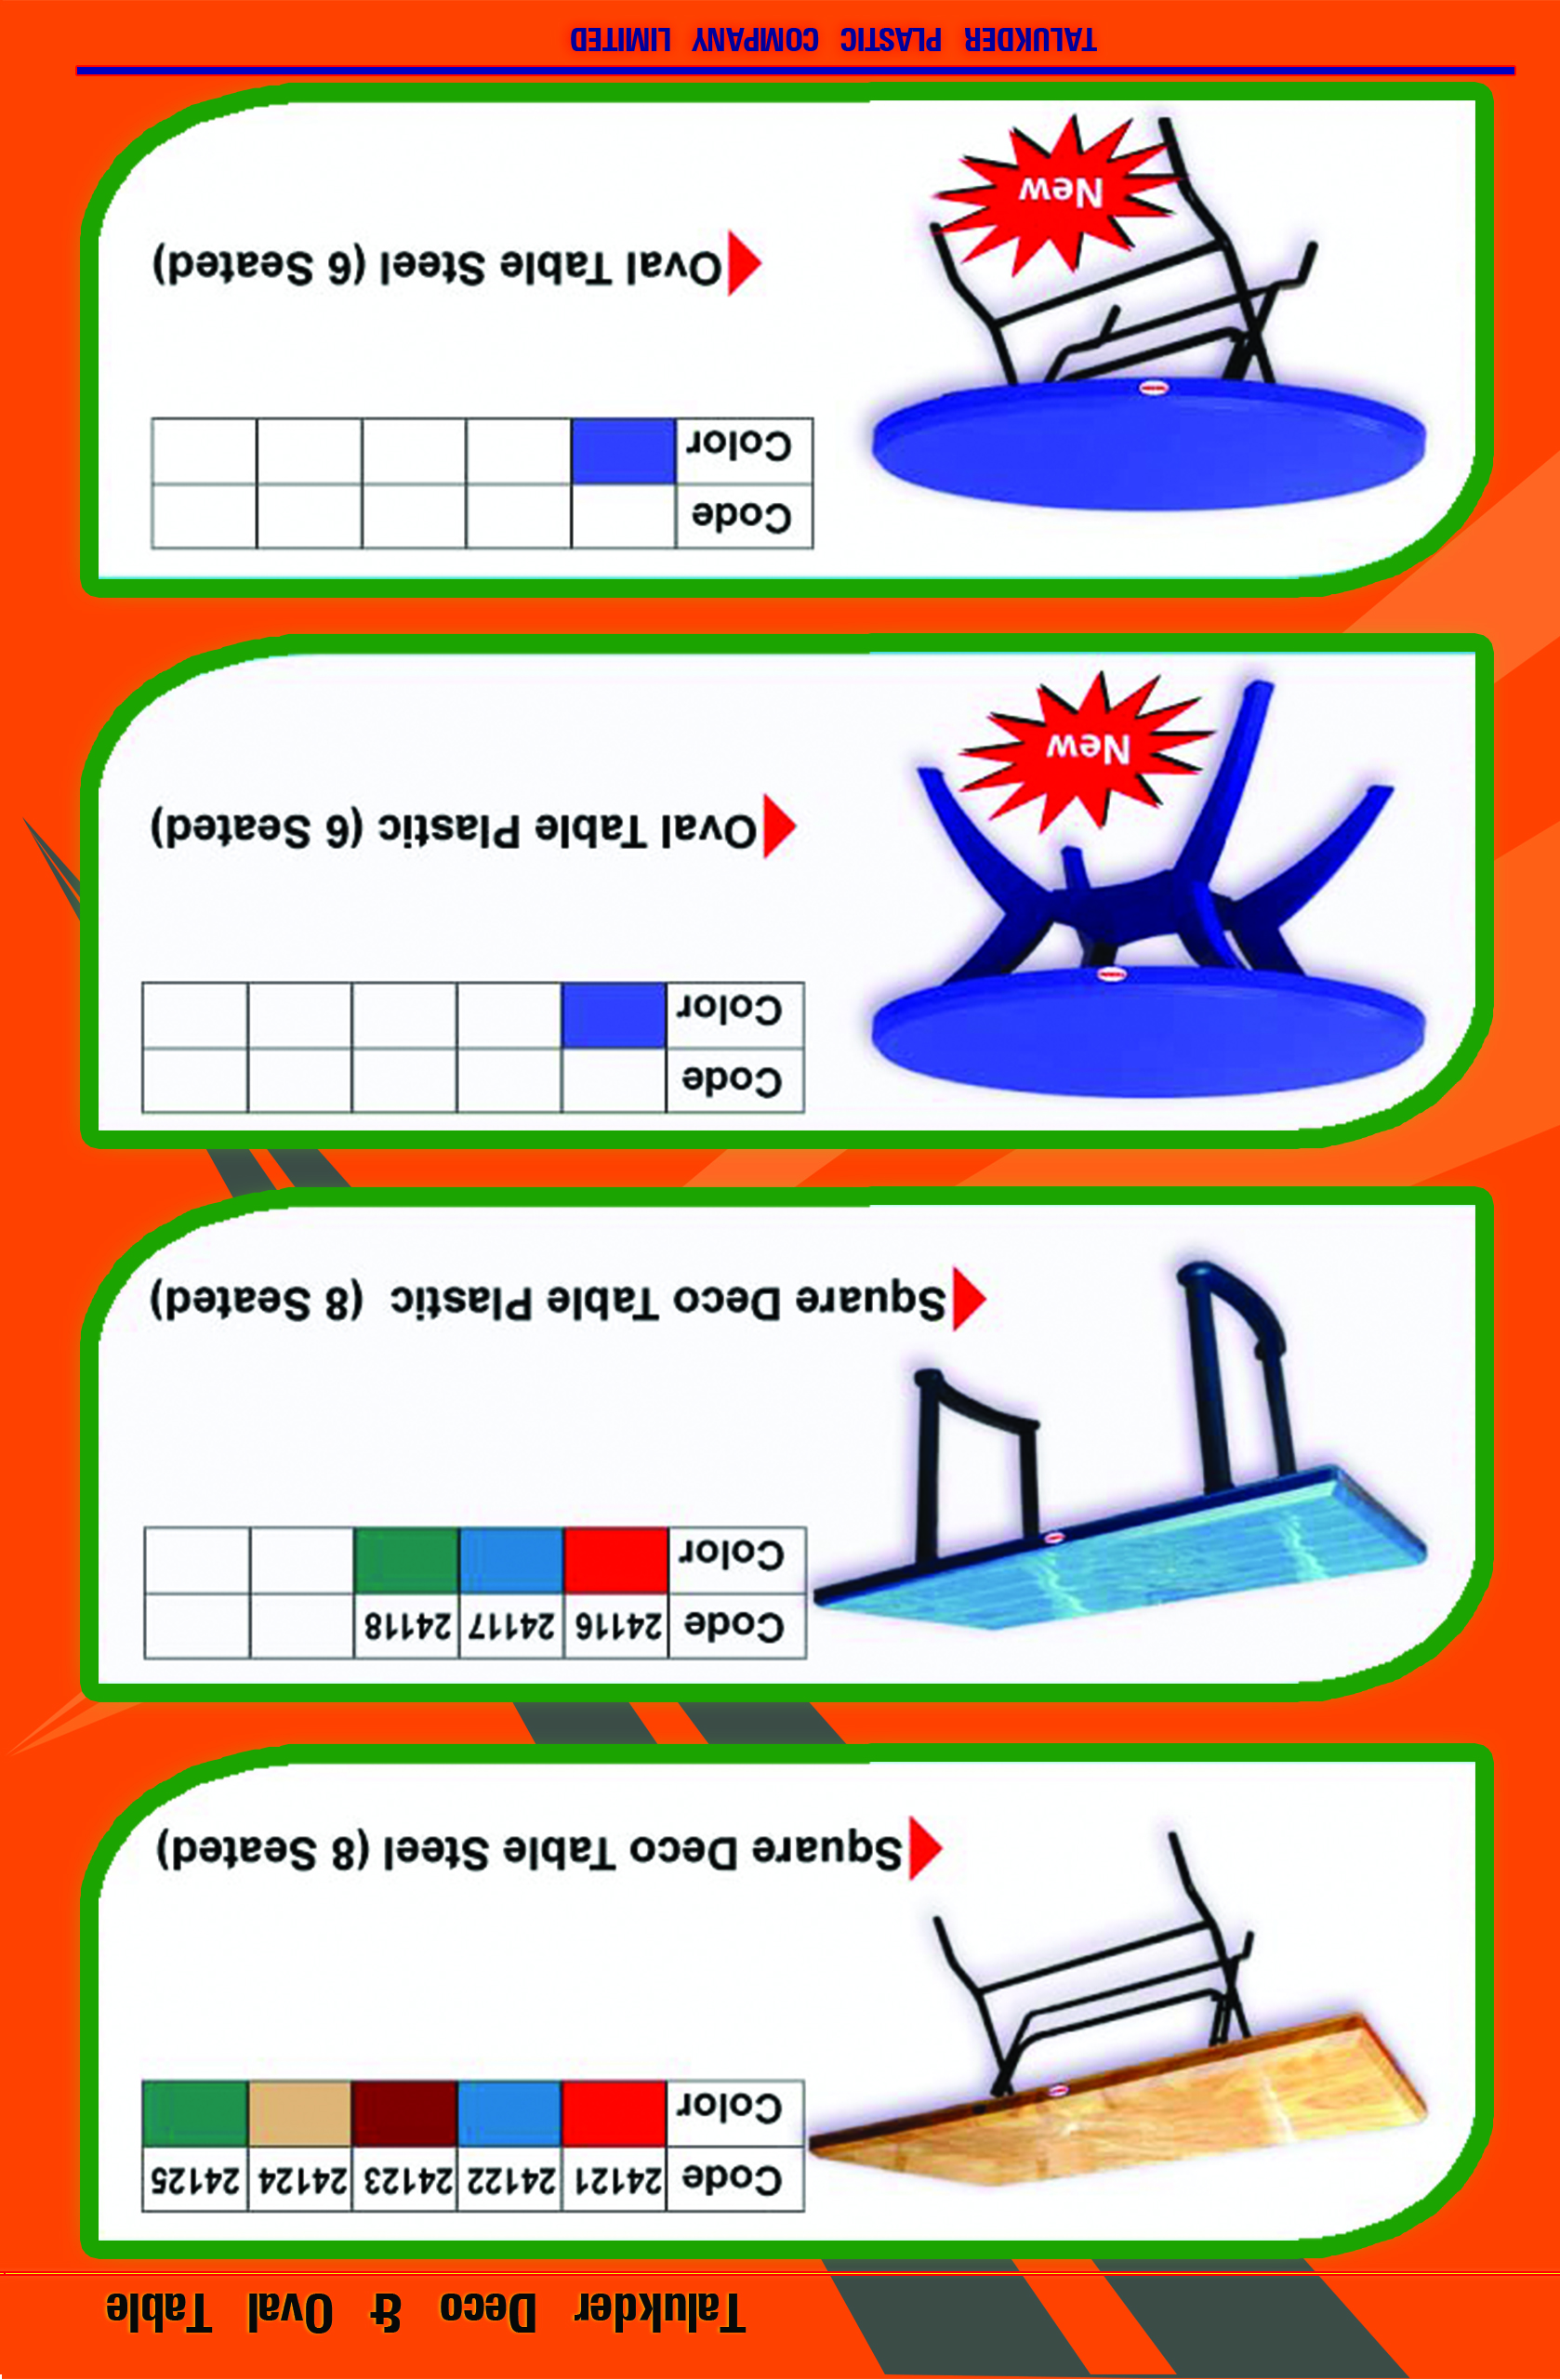 Talukder Deco & Oval Table
Code 24121 24122 24123 24124 24125
Color
Square Deco Table Steel (8 Seated)
Code 24116 24117 24118
Color
Square Deco Table Plastic (8 Seated)
Code
Color
Oval Table Plastic (6 Seated)
New
Code
Color
Oval Table Steel (6 Seated)
New
TALUKDER PLASTIC COMPANY LIMITED